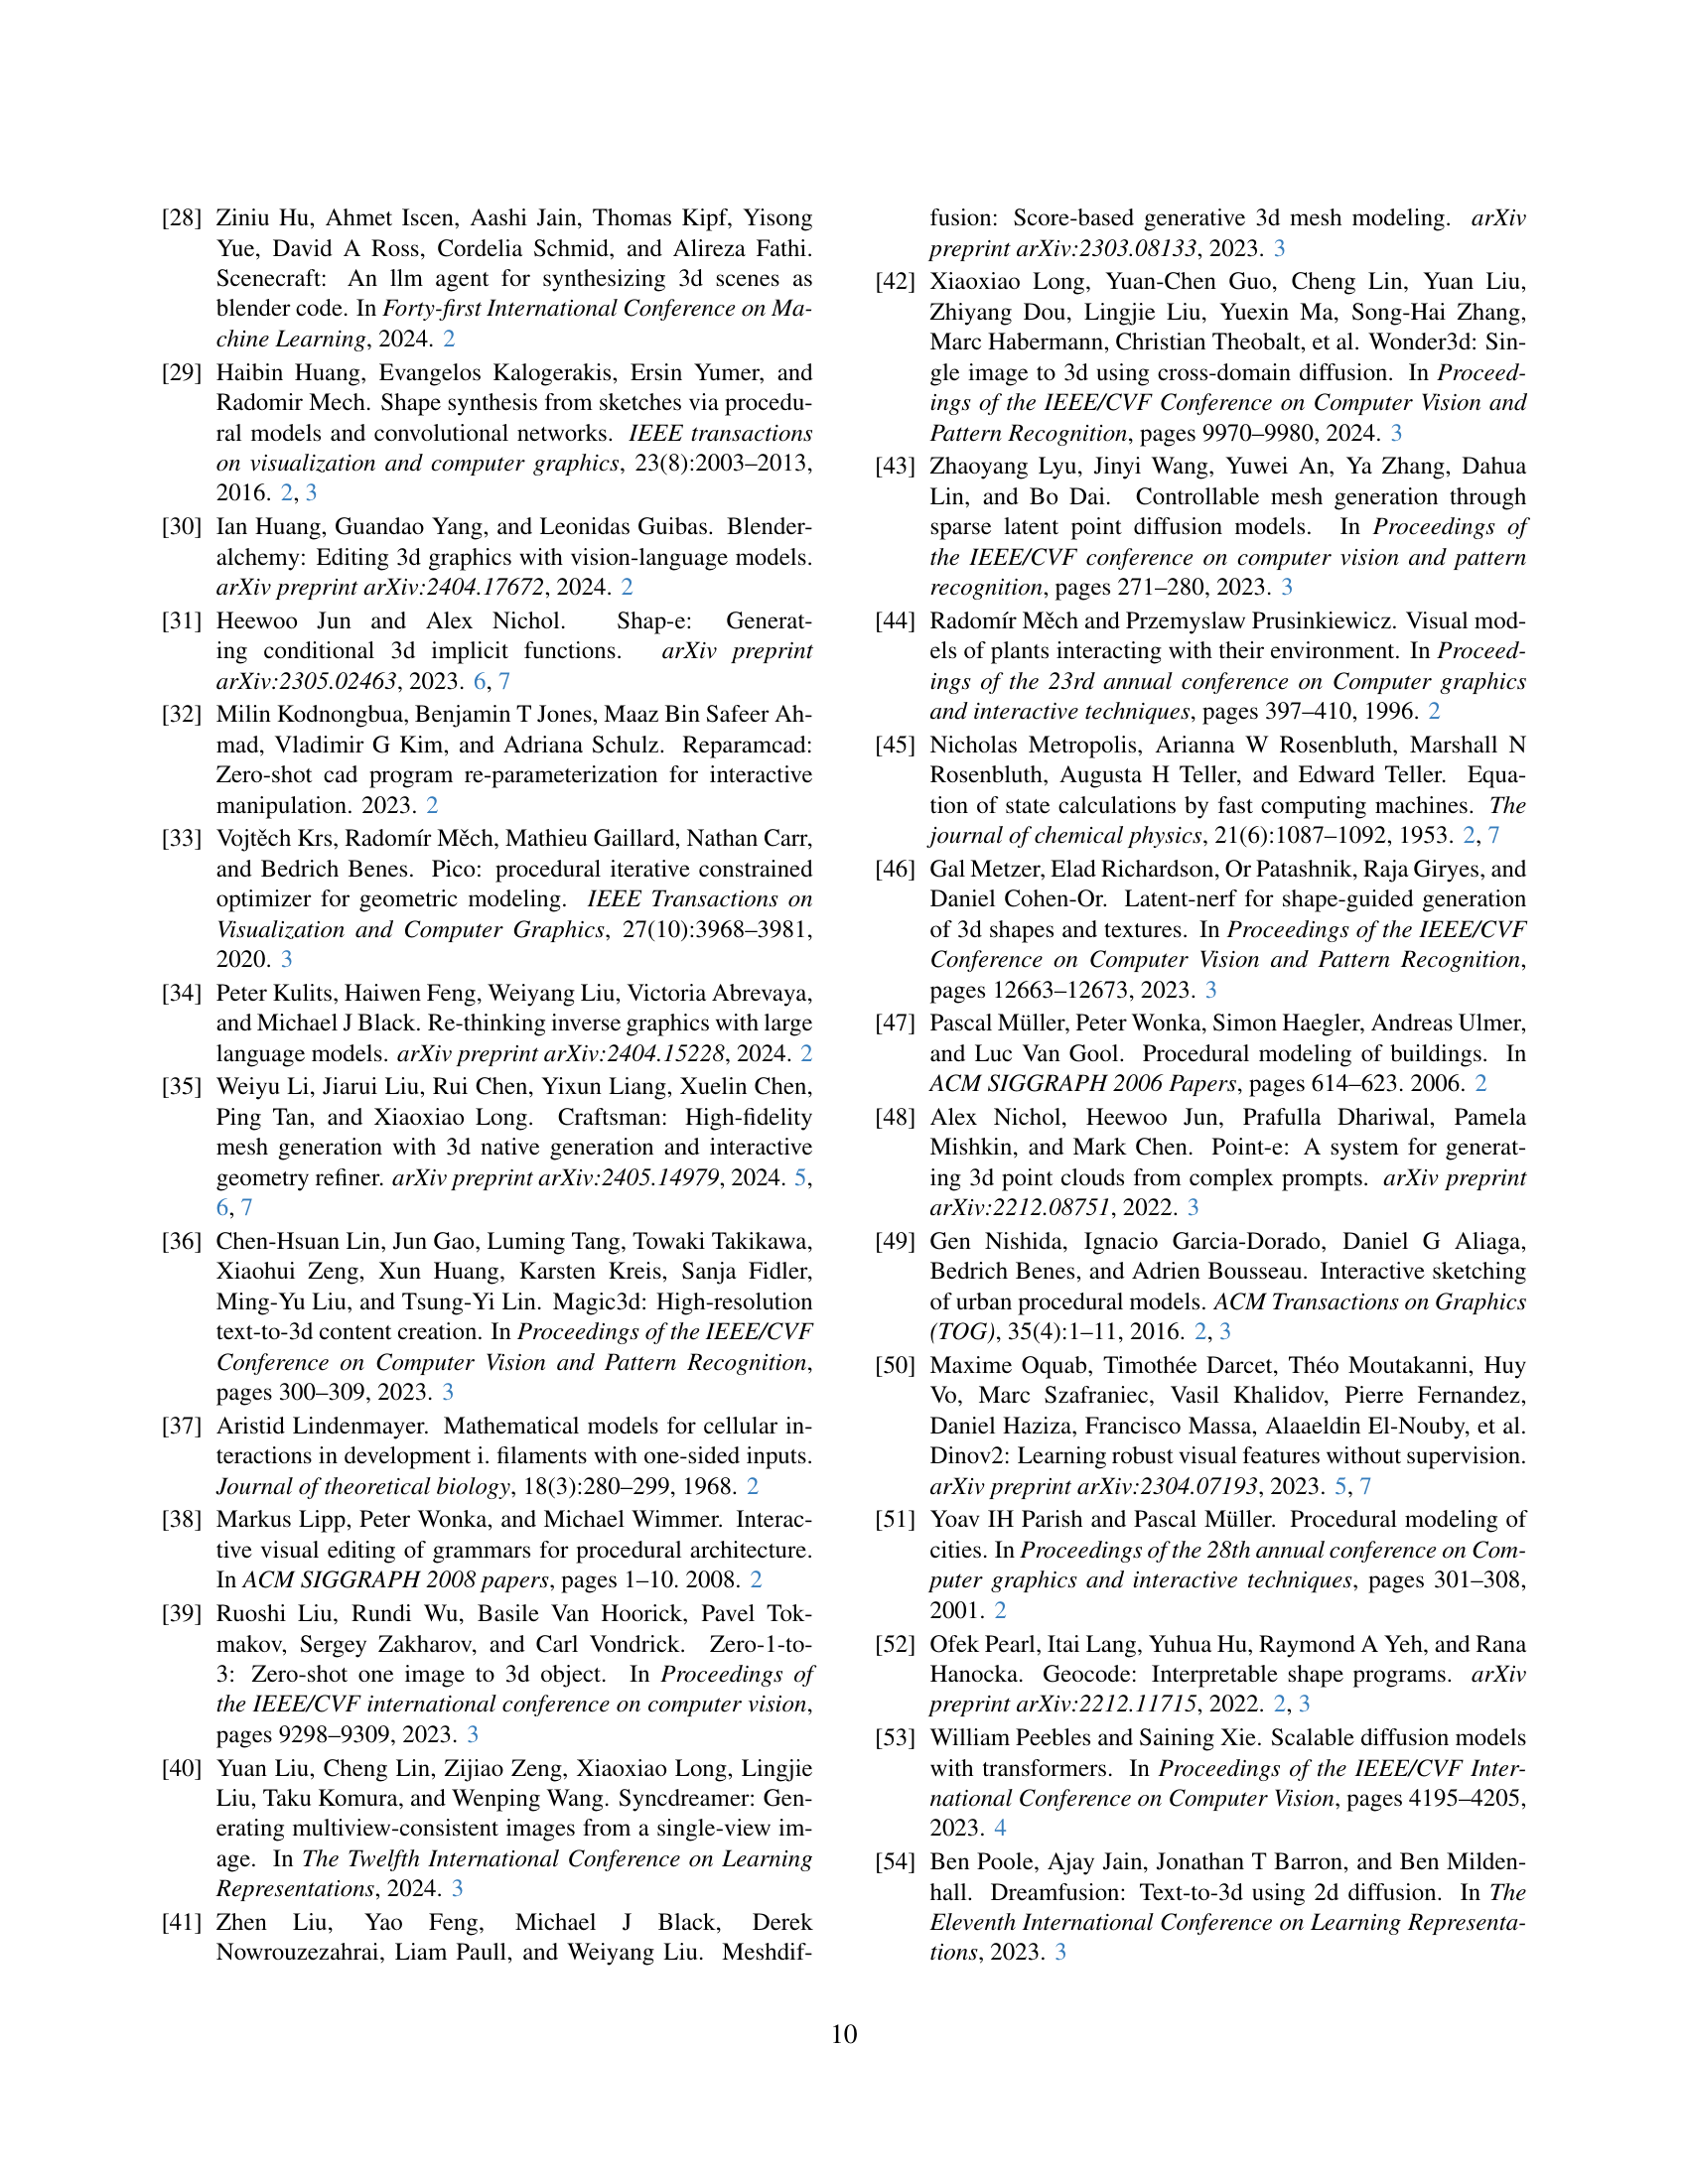 [28] Ziniu Hu, Ahmet Iscen, Aashi Jain, Thomas Kipf, Yisong
Yue, David A Ross, Cordelia Schmid, and Alireza Fathi.
Scenecraft: An llm agent for synthesizing 3d scenes as
blender code. In Forty-first International Conference on Ma-
chine Learning, 2024. 2
[29] Haibin Huang, Evangelos Kalogerakis, Ersin Yumer, and
Radomir Mech. Shape synthesis from sketches via procedu-
ral models and convolutional networks. IEEE transactions
on visualization and computer graphics, 23(8):2003–2013,
2016. 2, 3
[30] Ian Huang, Guandao Yang, and Leonidas Guibas. Blender-
alchemy: Editing 3d graphics with vision-language models.
arXiv preprint arXiv:2404.17672, 2024. 2
[31] Heewoo Jun and Alex Nichol. Shap-e: Generat-
ing conditional 3d implicit functions. arXiv preprint
arXiv:2305.02463, 2023. 6, 7
[32] Milin Kodnongbua, Benjamin T Jones, Maaz Bin Safeer Ah-
mad, Vladimir G Kim, and Adriana Schulz. Reparamcad:
Zero-shot cad program re-parameterization for interactive
manipulation. 2023. 2
[33] Vojtěch Krs, Radomír Měch, Mathieu Gaillard, Nathan Carr,
and Bedrich Benes. Pico: procedural iterative constrained
optimizer for geometric modeling. IEEE Transactions on
Visualization and Computer Graphics, 27(10):3968–3981,
2020. 3
[34] Peter Kulits, Haiwen Feng, Weiyang Liu, Victoria Abrevaya,
and Michael J Black. Re-thinking inverse graphics with large
language models. arXiv preprint arXiv:2404.15228, 2024. 2
[35] Weiyu Li, Jiarui Liu, Rui Chen, Yixun Liang, Xuelin Chen,
Ping Tan, and Xiaoxiao Long. Craftsman: High-fidelity
mesh generation with 3d native generation and interactive
geometry refiner. arXiv preprint arXiv:2405.14979, 2024. 5,
6, 7
[36] Chen-Hsuan Lin, Jun Gao, Luming Tang, Towaki Takikawa,
Xiaohui Zeng, Xun Huang, Karsten Kreis, Sanja Fidler,
Ming-Yu Liu, and Tsung-Yi Lin. Magic3d: High-resolution
text-to-3d content creation. In Proceedings of the IEEE/CVF
Conference on Computer Vision and Pattern Recognition,
pages 300–309, 2023. 3
[37] Aristid Lindenmayer. Mathematical models for cellular in-
teractions in development i. filaments with one-sided inputs.
Journal of theoretical biology, 18(3):280–299, 1968. 2
[38] Markus Lipp, Peter Wonka, and Michael Wimmer. Interac-
tive visual editing of grammars for procedural architecture.
In ACM SIGGRAPH 2008 papers, pages 1–10. 2008. 2
[39] Ruoshi Liu, Rundi Wu, Basile Van Hoorick, Pavel Tok-
makov, Sergey Zakharov, and Carl Vondrick. Zero-1-to-
3: Zero-shot one image to 3d object. In Proceedings of
the IEEE/CVF international conference on computer vision,
pages 9298–9309, 2023. 3
[40] Yuan Liu, Cheng Lin, Zijiao Zeng, Xiaoxiao Long, Lingjie
Liu, Taku Komura, and Wenping Wang. Syncdreamer: Gen-
erating multiview-consistent images from a single-view im-
age. In The Twelfth International Conference on Learning
Representations, 2024. 3
[41] Zhen Liu, Yao Feng, Michael J Black, Derek
Nowrouzezahrai, Liam Paull, and Weiyang Liu. Meshdif-
fusion: Score-based generative 3d mesh modeling. arXiv
preprint arXiv:2303.08133, 2023. 3
[42] Xiaoxiao Long, Yuan-Chen Guo, Cheng Lin, Yuan Liu,
Zhiyang Dou, Lingjie Liu, Yuexin Ma, Song-Hai Zhang,
Marc Habermann, Christian Theobalt, et al. Wonder3d: Sin-
gle image to 3d using cross-domain diffusion. In Proceed-
ings of the IEEE/CVF Conference on Computer Vision and
Pattern Recognition, pages 9970–9980, 2024. 3
[43] Zhaoyang Lyu, Jinyi Wang, Yuwei An, Ya Zhang, Dahua
Lin, and Bo Dai. Controllable mesh generation through
sparse latent point diffusion models. In Proceedings of
the IEEE/CVF conference on computer vision and pattern
recognition, pages 271–280, 2023. 3
[44] Radomír Měch and Przemyslaw Prusinkiewicz. Visual mod-
els of plants interacting with their environment. In Proceed-
ings of the 23rd annual conference on Computer graphics
and interactive techniques, pages 397–410, 1996. 2
[45] Nicholas Metropolis, Arianna W Rosenbluth, Marshall N
Rosenbluth, Augusta H Teller, and Edward Teller. Equa-
tion of state calculations by fast computing machines. The
journal of chemical physics, 21(6):1087–1092, 1953. 2, 7
[46] Gal Metzer, Elad Richardson, Or Patashnik, Raja Giryes, and
Daniel Cohen-Or. Latent-nerf for shape-guided generation
of 3d shapes and textures. In Proceedings of the IEEE/CVF
Conference on Computer Vision and Pattern Recognition,
pages 12663–12673, 2023. 3
[47] Pascal Müller, Peter Wonka, Simon Haegler, Andreas Ulmer,
and Luc Van Gool. Procedural modeling of buildings. In
ACM SIGGRAPH 2006 Papers, pages 614–623. 2006. 2
[48] Alex Nichol, Heewoo Jun, Prafulla Dhariwal, Pamela
Mishkin, and Mark Chen. Point-e: A system for generat-
ing 3d point clouds from complex prompts. arXiv preprint
arXiv:2212.08751, 2022. 3
[49] Gen Nishida, Ignacio Garcia-Dorado, Daniel G Aliaga,
Bedrich Benes, and Adrien Bousseau. Interactive sketching
of urban procedural models. ACM Transactions on Graphics
(TOG), 35(4):1–11, 2016. 2, 3
[50] Maxime Oquab, Timothée Darcet, Théo Moutakanni, Huy
Vo, Marc Szafraniec, Vasil Khalidov, Pierre Fernandez,
Daniel Haziza, Francisco Massa, Alaaeldin El-Nouby, et al.
Dinov2: Learning robust visual features without supervision.
arXiv preprint arXiv:2304.07193, 2023. 5, 7
[51] Yoav IH Parish and Pascal Müller. Procedural modeling of
cities. In Proceedings of the 28th annual conference on Com-
puter graphics and interactive techniques, pages 301–308,
2001. 2
[52] Ofek Pearl, Itai Lang, Yuhua Hu, Raymond A Yeh, and Rana
Hanocka. Geocode: Interpretable shape programs. arXiv
preprint arXiv:2212.11715, 2022. 2, 3
[53] William Peebles and Saining Xie. Scalable diffusion models
with transformers. In Proceedings of the IEEE/CVF Inter-
national Conference on Computer Vision, pages 4195–4205,
2023. 4
[54] Ben Poole, Ajay Jain, Jonathan T Barron, and Ben Milden-
hall. Dreamfusion: Text-to-3d using 2d diffusion. In The
Eleventh International Conference on Learning Representa-
tions, 2023. 3
10